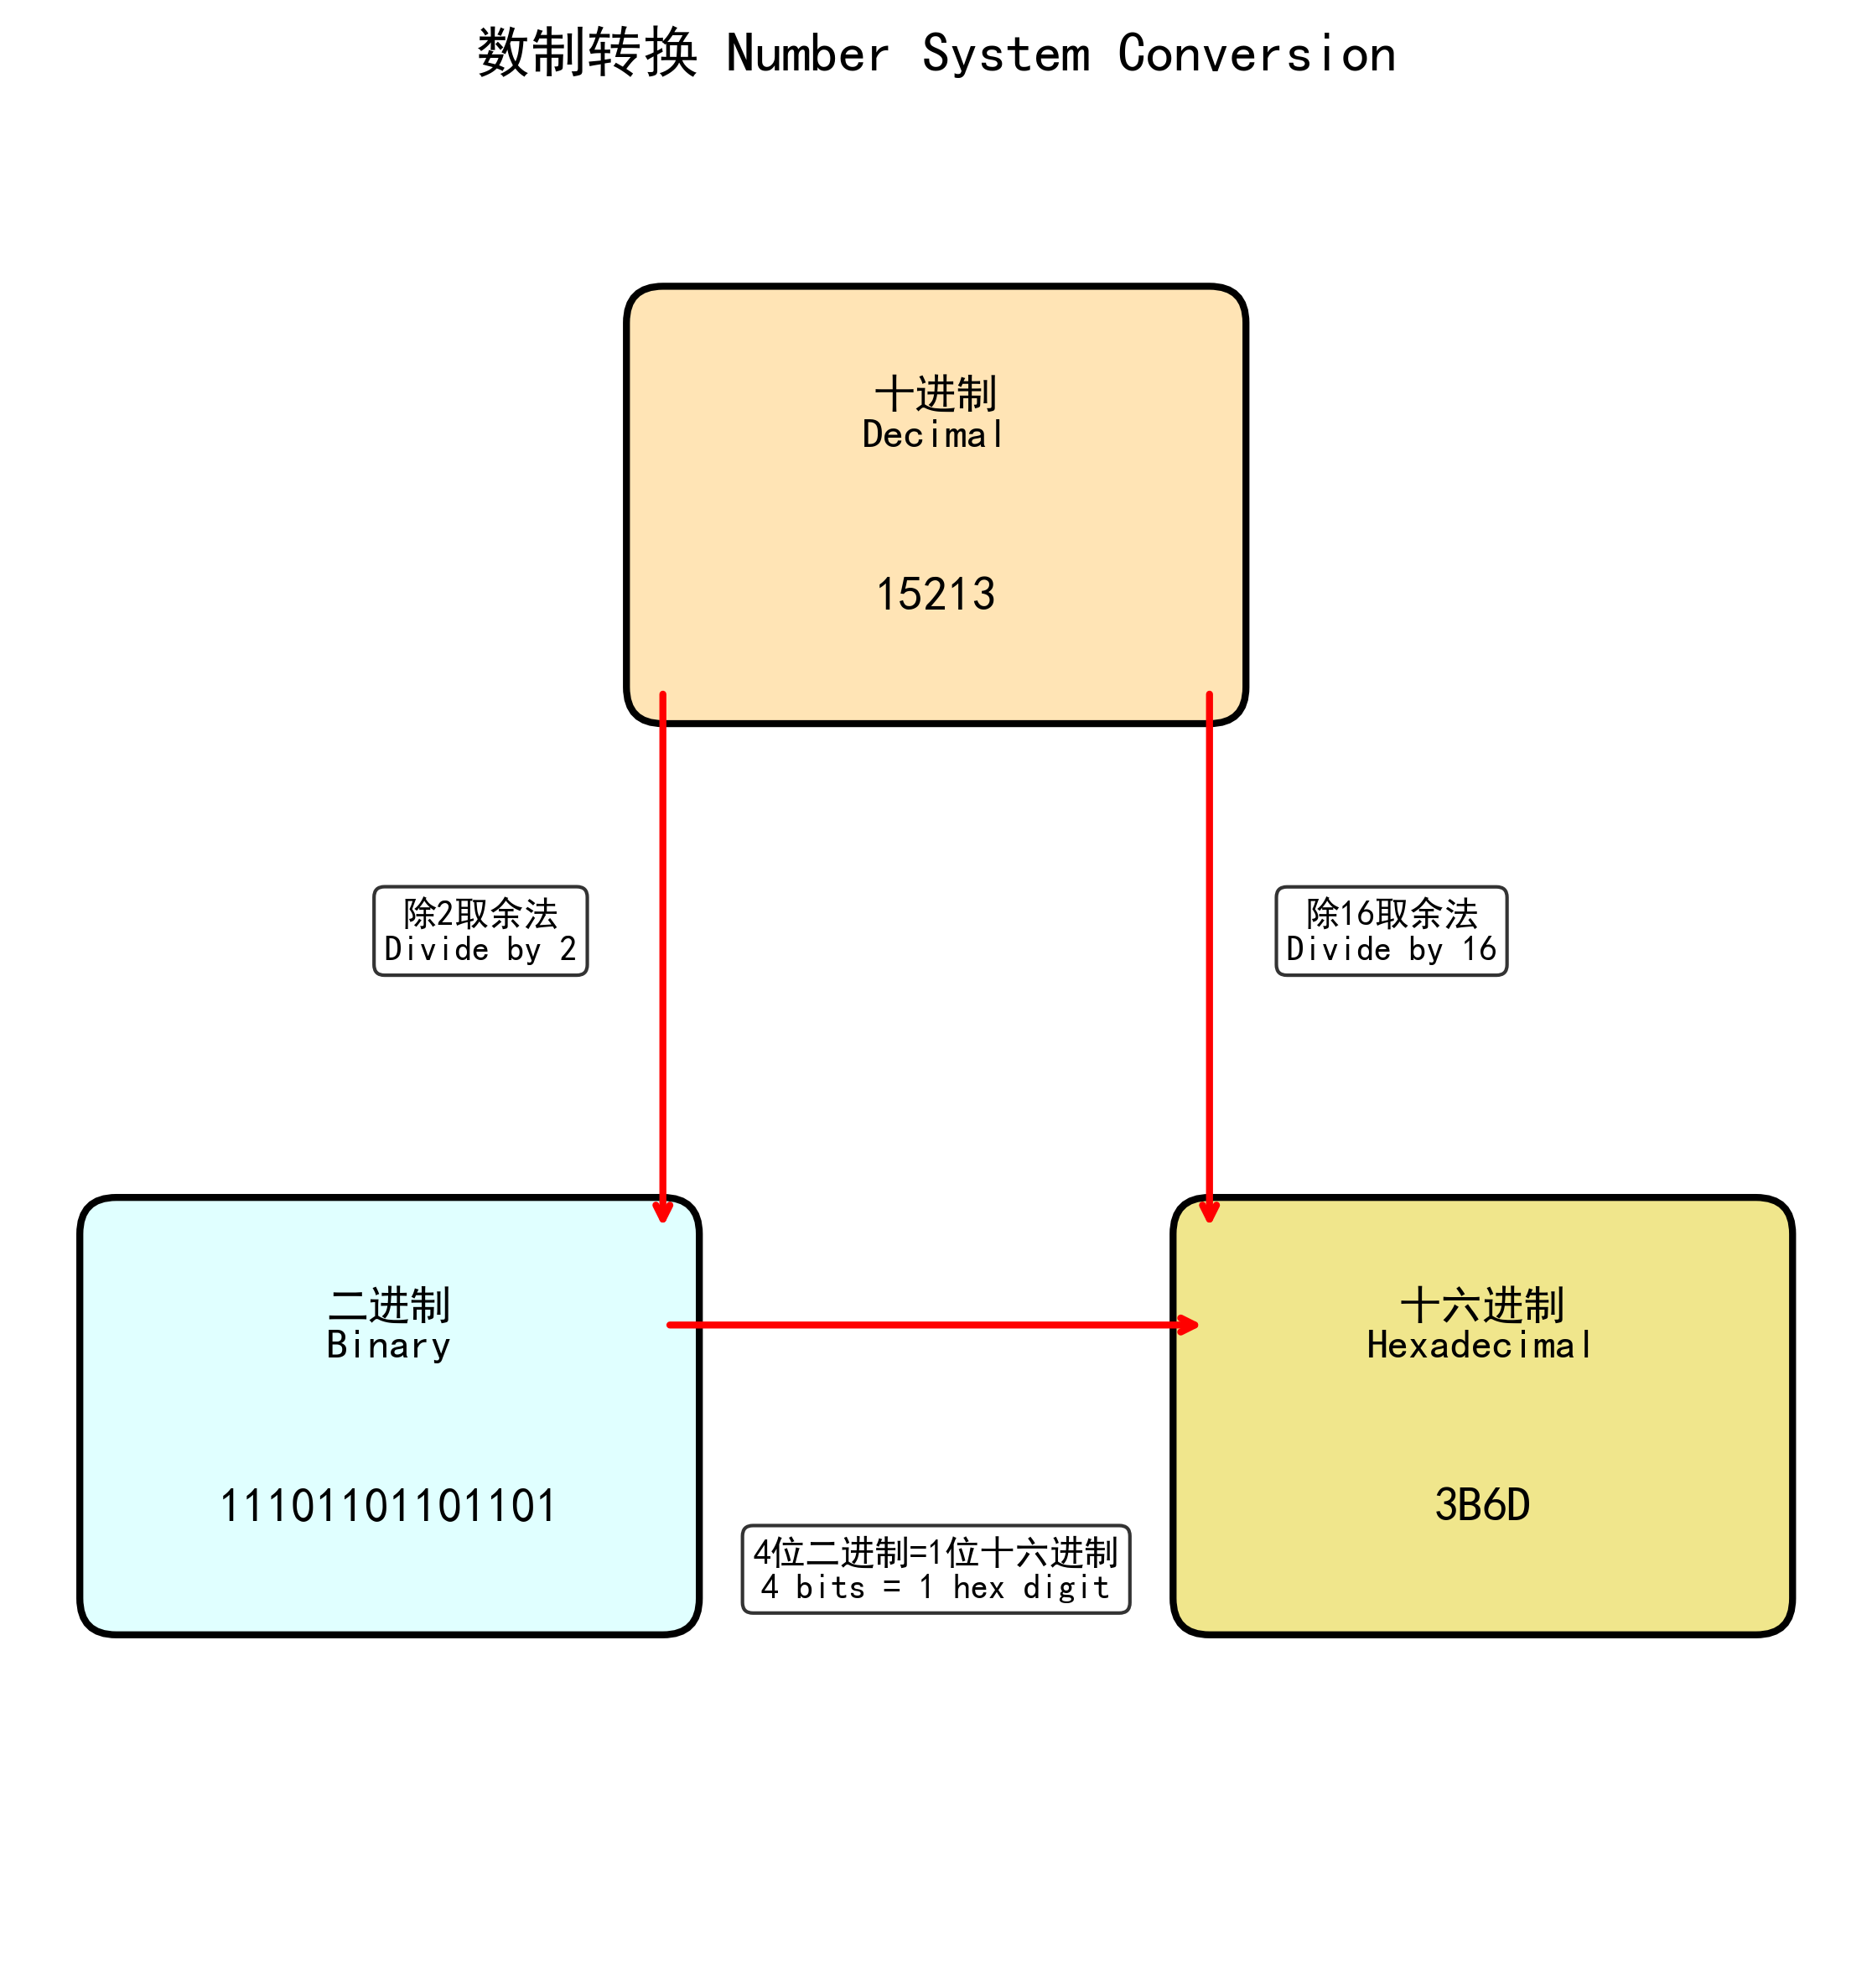 数制转换 Number System Conversion
十进制
Decimal
15213
除2取余法
Divide by 2
除16取余法
Divide by 16
二进制
Binary
11101101101101
十六进制
Hexadecimal
3B6D
4位二进制=1位十六进制
4 bits = 1 hex digit